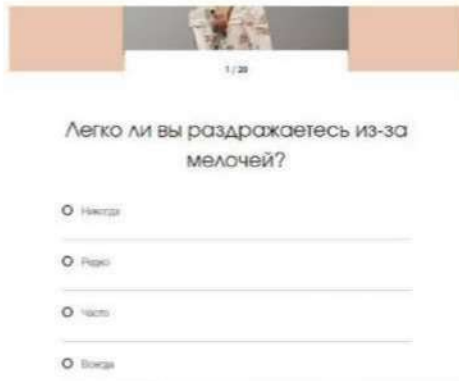 1 / 20
Легко ли вы раздражаетесь из-за
мелочей?
Никогда
Редко
Часто
Всегда